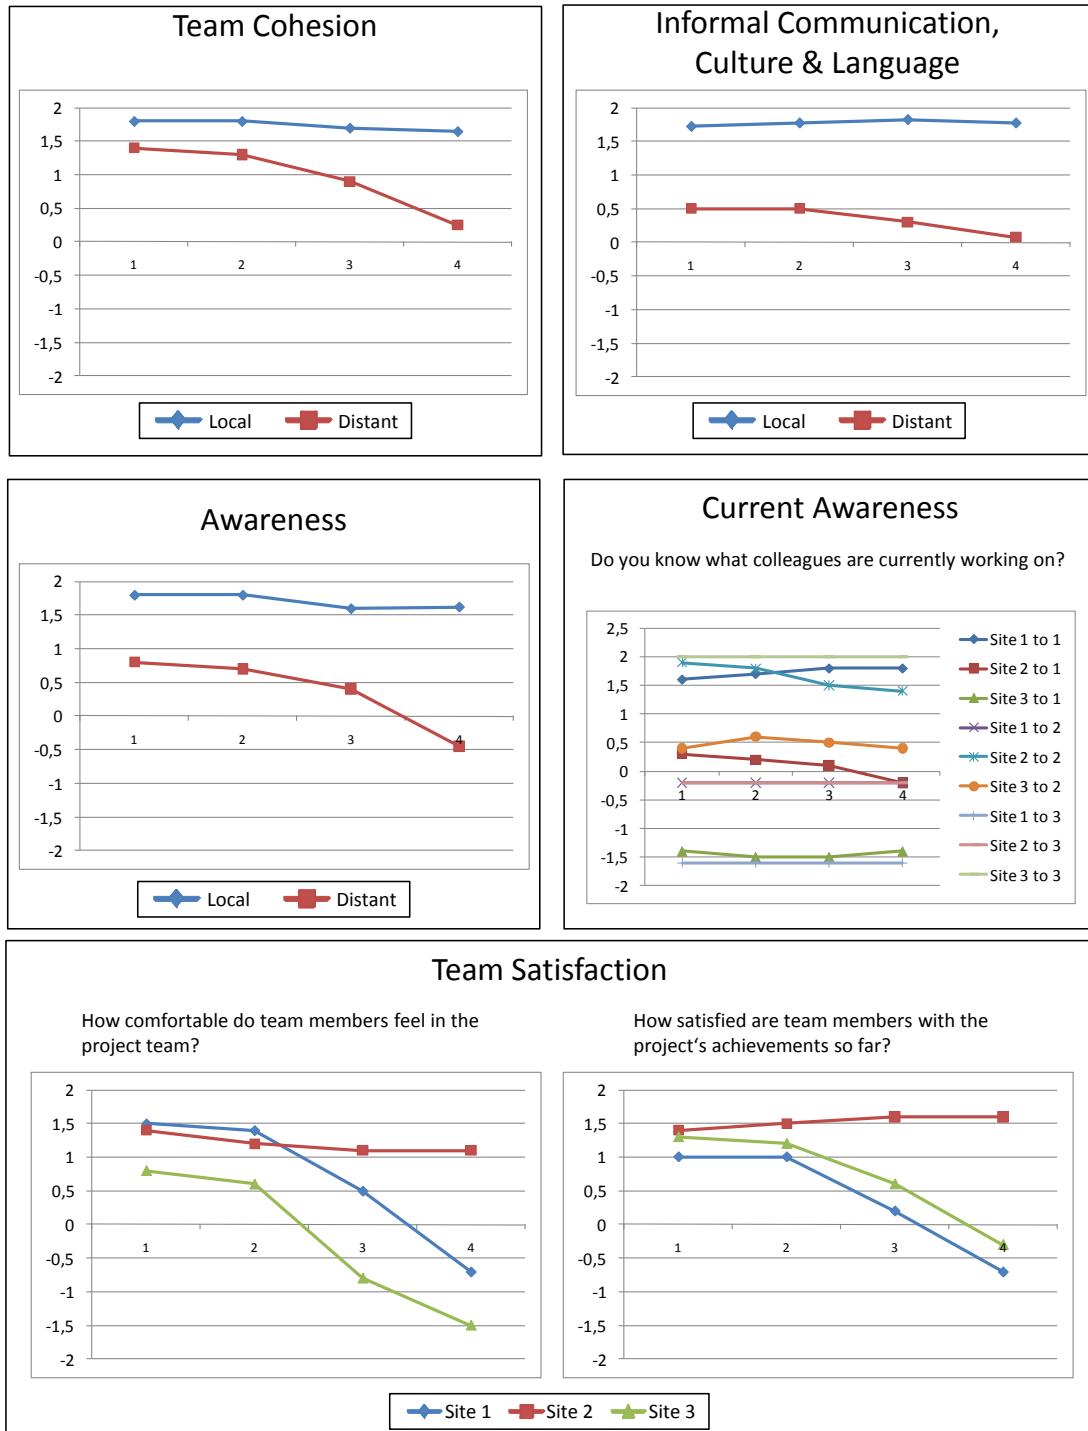 Team Cohesion
2
1,5
1
0,5
0
-0,5
-1
-1,5
-2
1 2 3 4
Local Distant
Informal Communication,
Culture & Language
2
1,5
1
0,5
0
-0,5
-1
-1,5
-2
1 2 3 4
Local Distant
Awareness
2
1,5
1
0,5
0
-0,5
-1
-1,5
-2
1 2 3 4
Local Distant
Current Awareness
Do you know what colleagues are currently working on?
2,5
2
1,5
1
0,5
0
-0,5
-1
-1,5
-2
1 2 3 4
Site 1 to 1
Site 2 to 1
Site 3 to 1
Site 1 to 2
Site 2 to 2
Site 3 to 2
Site 1 to 3
Site 2 to 3
Site 3 to 3
Team Satisfaction
How comfortable do team members feel in the
project team?
2
1,5
1
0,5
0
-0,5
-1
-1,5
-2
1 2 3 4
How satisfied are team members with the
project‘s achievements so far?
2
1,5
1
0,5
0
-0,5
-1
-1,5
-2
1 2 3 4
Site 1 Site 2 Site 3